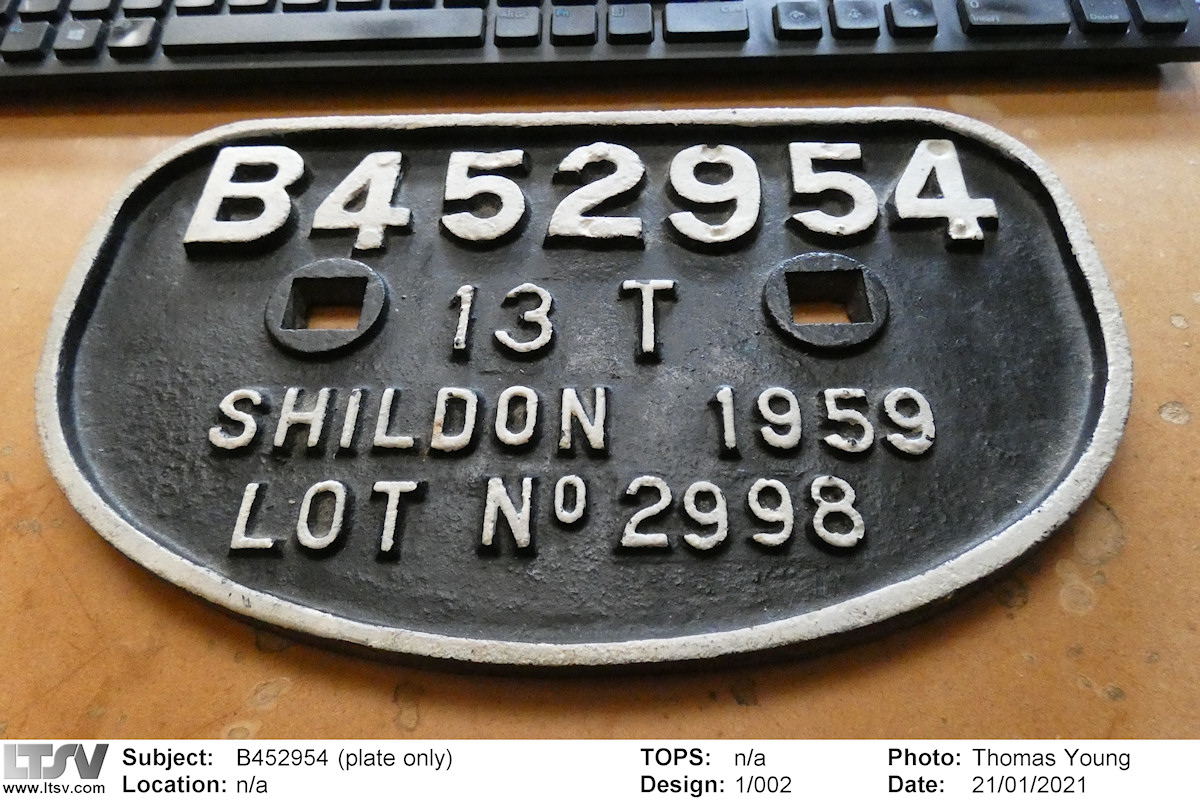 B452954
13 T
SHILDON 1959
LOT Nº 2998
LTSV
www.ltsv.com
Subject: B452954 (plate only)
Location: n/a
TOPS: n/a
Design: 1/002
Photo: Thomas Young
Date: 21/01/2021